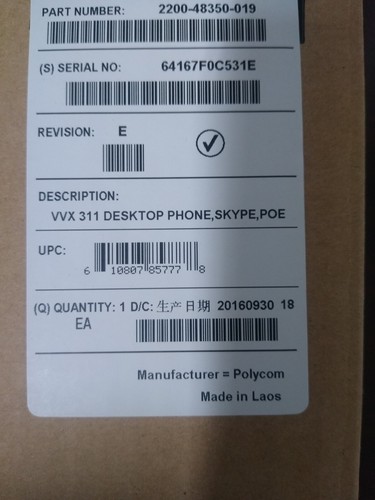 PART NUMBER: 2200-48350-019
(S) SERIAL NO: 64167F0C531E
REVISION: E
DESCRIPTION:
VVX 311 DESKTOP PHONE,SKYPE,POE
UPC:
6 10807 85777 8
(Q) QUANTITY: 1 D/C: 生产日期 20160930 18
EA
Manufacturer = Polycom
Made in Laos